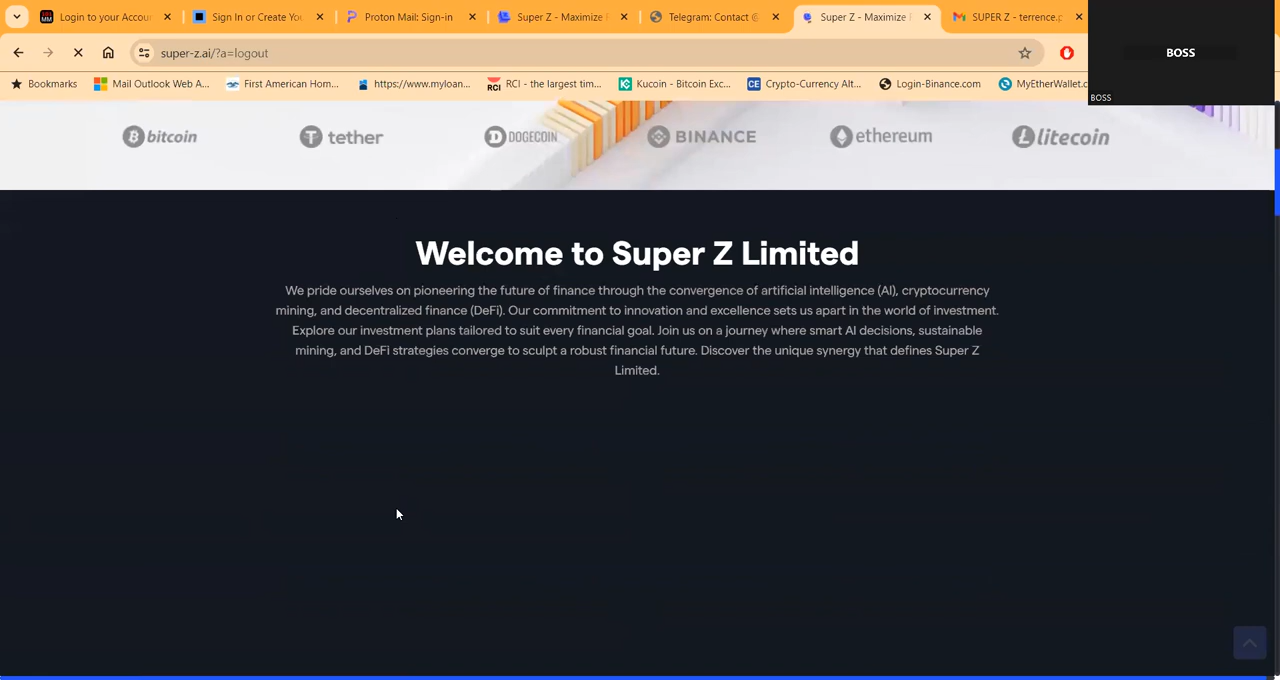 Login to your Accou
Sign In or Create Yo
Proton Mail: Sign-in
Super Z - Maximize
Telegram: Contact @
Super Z - Maximize
SUPER Z - terrence.p
super-z.ai/?a=logout
Bookmarks
Mail Outlook Web A...
First American Hom...
https://www.myloan...
RCI
RCI - the largest tim...
Kucoin - Bitcoin Exc...
CE
Crypto-Currency Alt...
Login-Binance.com
MyEtherWallet.c
BOSS
BOSS
bitcoin
tether
DOGECOIN
BINANCE
ethereum
litecoin
Welcome to Super Z Limited
We pride ourselves on pioneering the future of finance through the convergence of artificial intelligence (AI), cryptocurrency
mining, and decentralized finance (DeFi). Our commitment to innovation and excellence sets us apart in the world of investment.
Explore our investment plans tailored to suit every financial goal. Join us on a journey where smart AI decisions, sustainable
mining, and DeFi strategies converge to sculpt a robust financial future. Discover the unique synergy that defines Super Z
Limited.